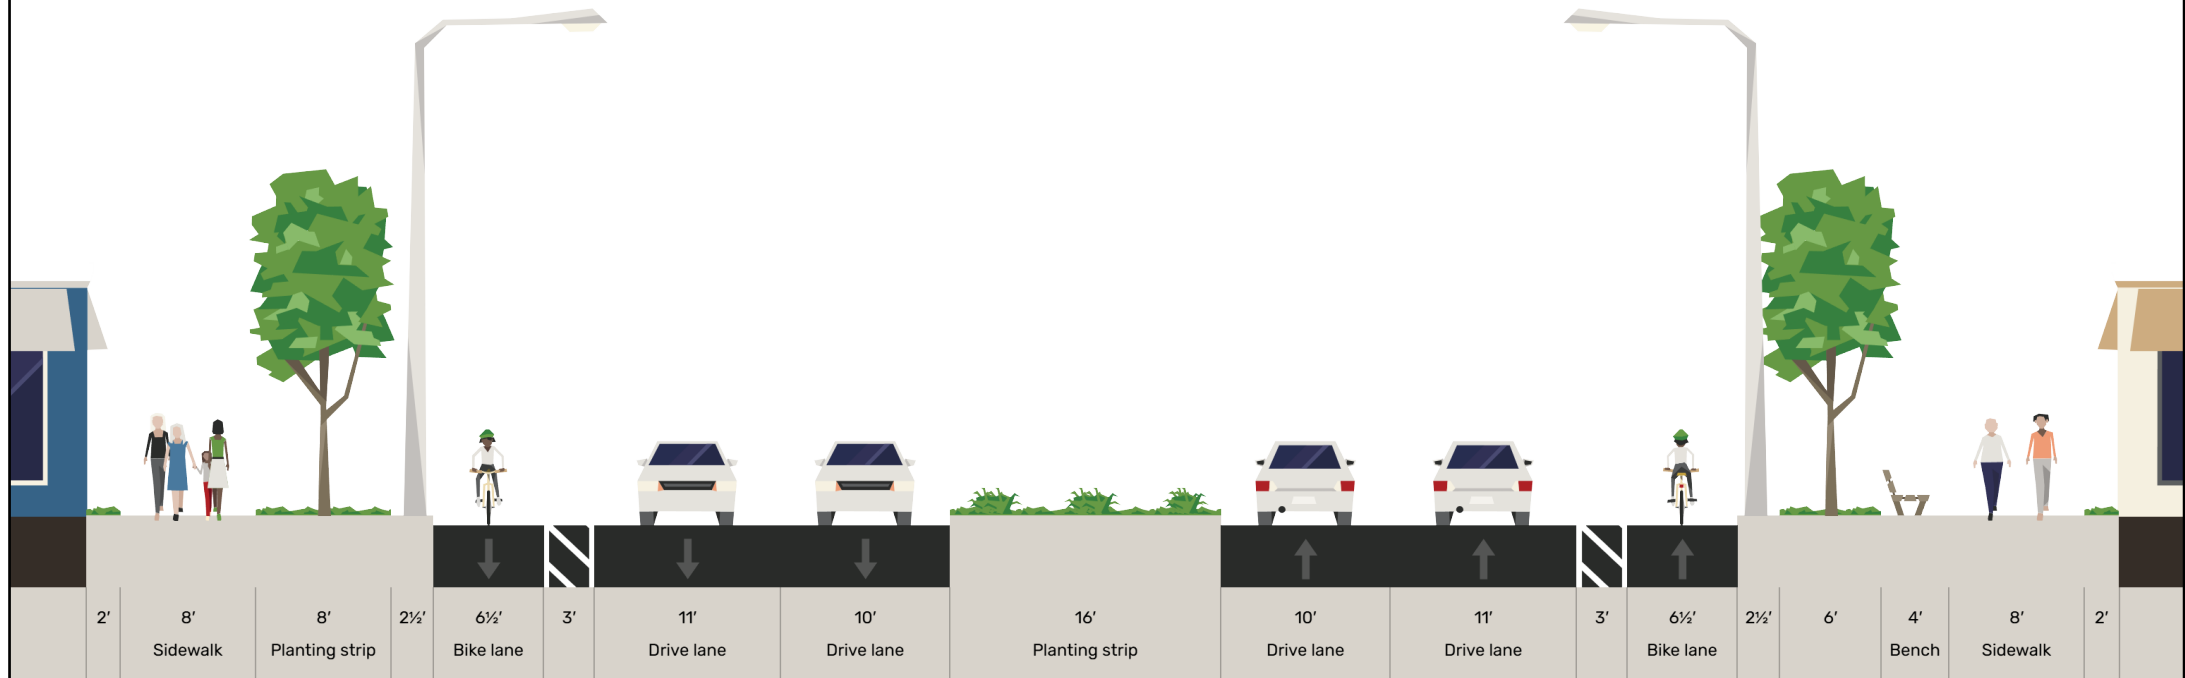 2′ 8′ 8′ 2½′ 6½′ 3′ 11′ 10′ 16′ 10′ 11′ 3′ 6½′ 2½′ 6′ 4′ 8′ 2′
Sidewalk Planting strip Bike lane Drive lane Drive lane Planting strip Drive lane Drive lane Bike lane Bench Sidewalk